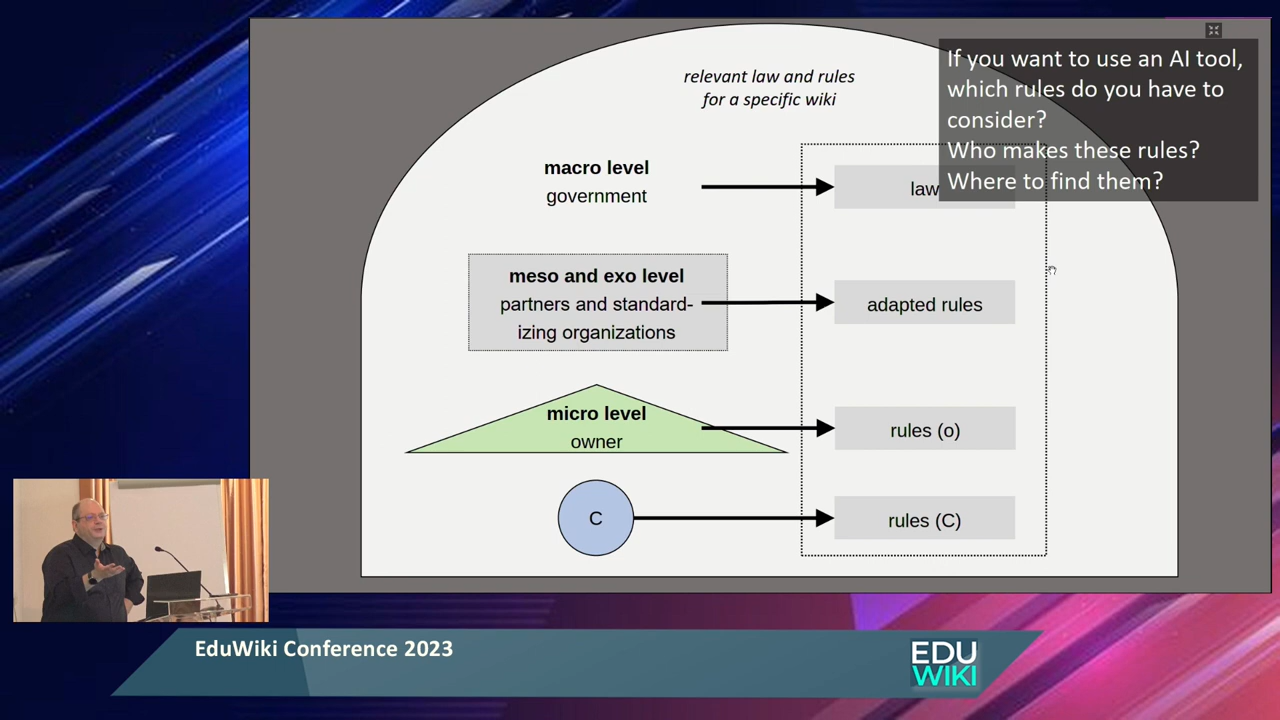 relevant law and rules
for a specific wiki
If you want to use an AI tool,
which rules do you have to
consider?
Who makes these rules?
Where to find them?
macro level
government
law
meso and exo level
partners and standard-
izing organizations
adapted rules
micro level
owner
rules (o)
C
rules (C)
EduWiki Conference 2023
EDU
WIKI